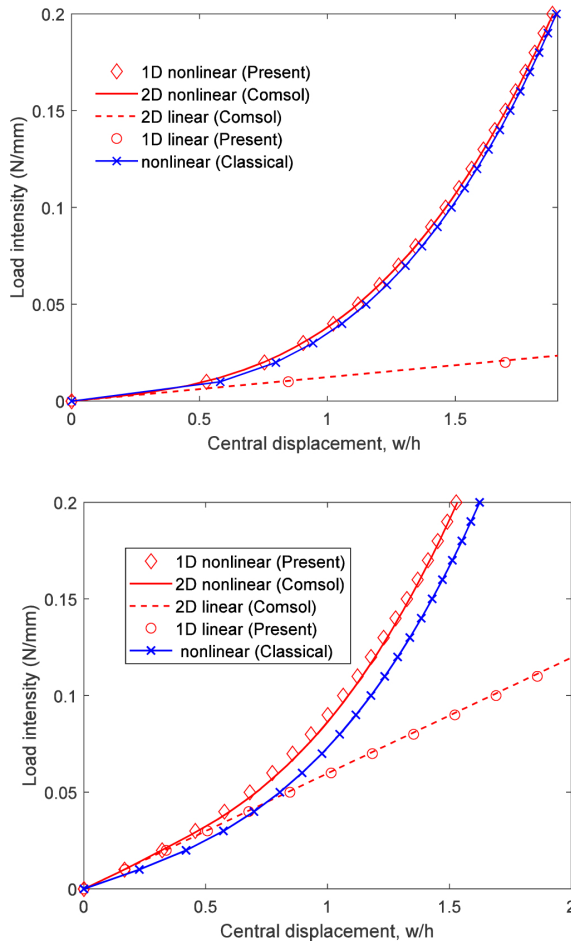 0.2
1D nonlinear (Present)
2D nonlinear (Comsol)
2D linear (Comsol)
1D linear (Present)
nonlinear (Classical)
0.15
0.1
0.05
0
Load intensity (N/mm)
0 0.5 1 1.5
Central displacement, w/h
0.2
1D nonlinear (Present)
2D nonlinear (Comsol)
2D linear (Comsol)
1D linear (Present)
nonlinear (Classical)
0.15
0.1
0.05
0
Load intensity (N/mm)
0 0.5 1 1.5 2
Central displacement, w/h